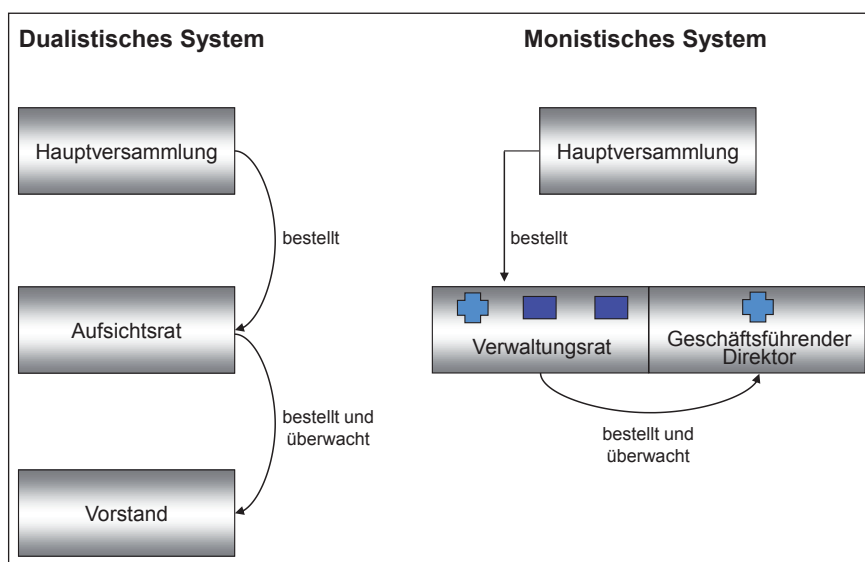 Dualistisches System
Hauptversammlung
bestellt
Aufsichtsrat
bestellt und
überwacht
Vorstand
Monistisches System
Hauptversammlung
bestellt
Verwaltungsrat
Geschäftsführender
Direktor
bestellt und
überwacht